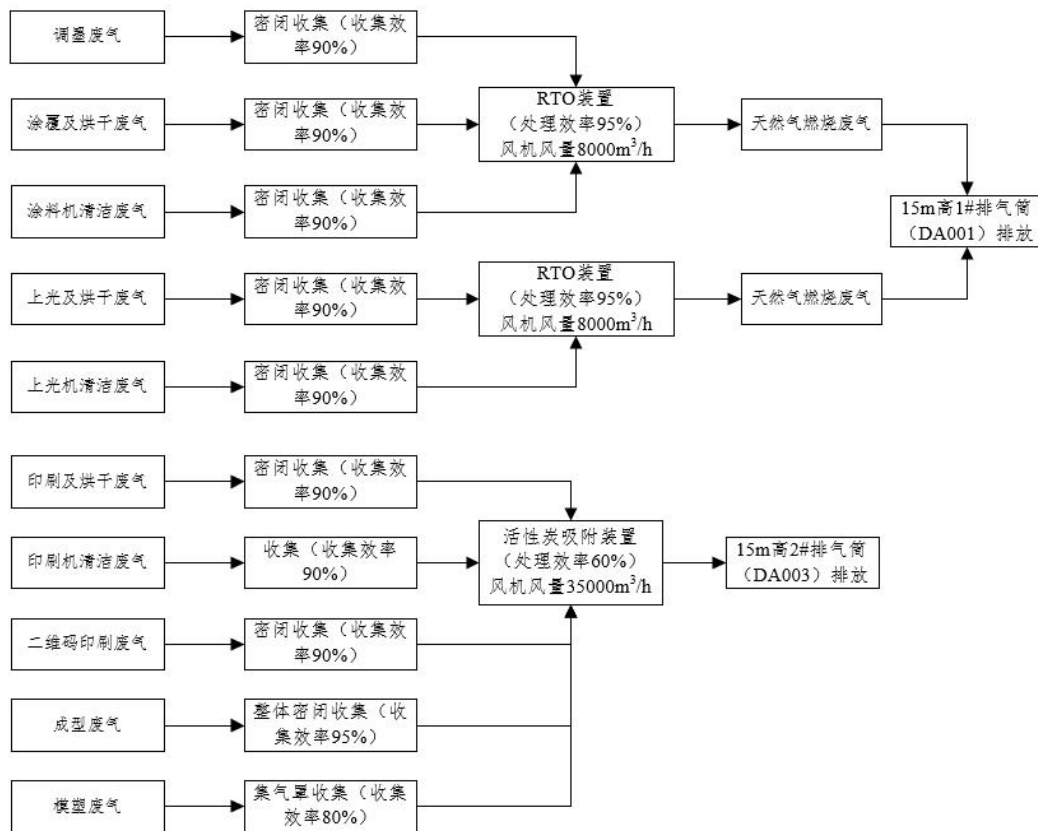 调墨废气
密闭收集（收集效
率90%）
涂覆及烘干废气
密闭收集（收集效
率90%）
RTO装置
（处理效率95%）
风机风量8000m³/h
天然气燃烧废气
涂料机清洁废气
密闭收集（收集效
率90%）
15m高1#排气筒
（DA001）排放
上光及烘干废气
密闭收集（收集效
率90%）
RTO装置
（处理效率95%）
风机风量8000m³/h
天然气燃烧废气
上光机清洁废气
密闭收集（收集效
率90%）
印刷及烘干废气
密闭收集（收集效
率90%）
印刷机清洁废气
收集（收集效率
90%）
活性炭吸附装置
（处理效率60%）
风机风量35000m³/h
15m高2#排气筒
（DA003）排放
二维码印刷废气
密闭收集（收集效
率90%）
成型废气
整体密闭收集（收
集效率95%）
模塑废气
集气罩收集（收集
效率80%）